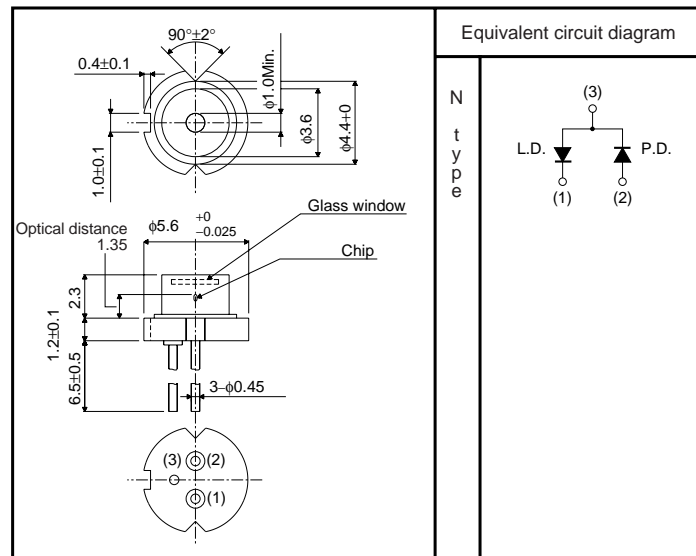 90°±2°
0.4±0.1
φ1.0Min.
φ3.6
φ4.4+0
1.0±0.1
Optical distance
1.35
φ5.6 +0
−0.025
Glass window
Chip
2.3
1.2±0.1
6.5±0.5
3−φ0.45
(3) (2)
(1)
Equivalent circuit diagram
N type
(3)
L.D. P.D.
(1) (2)